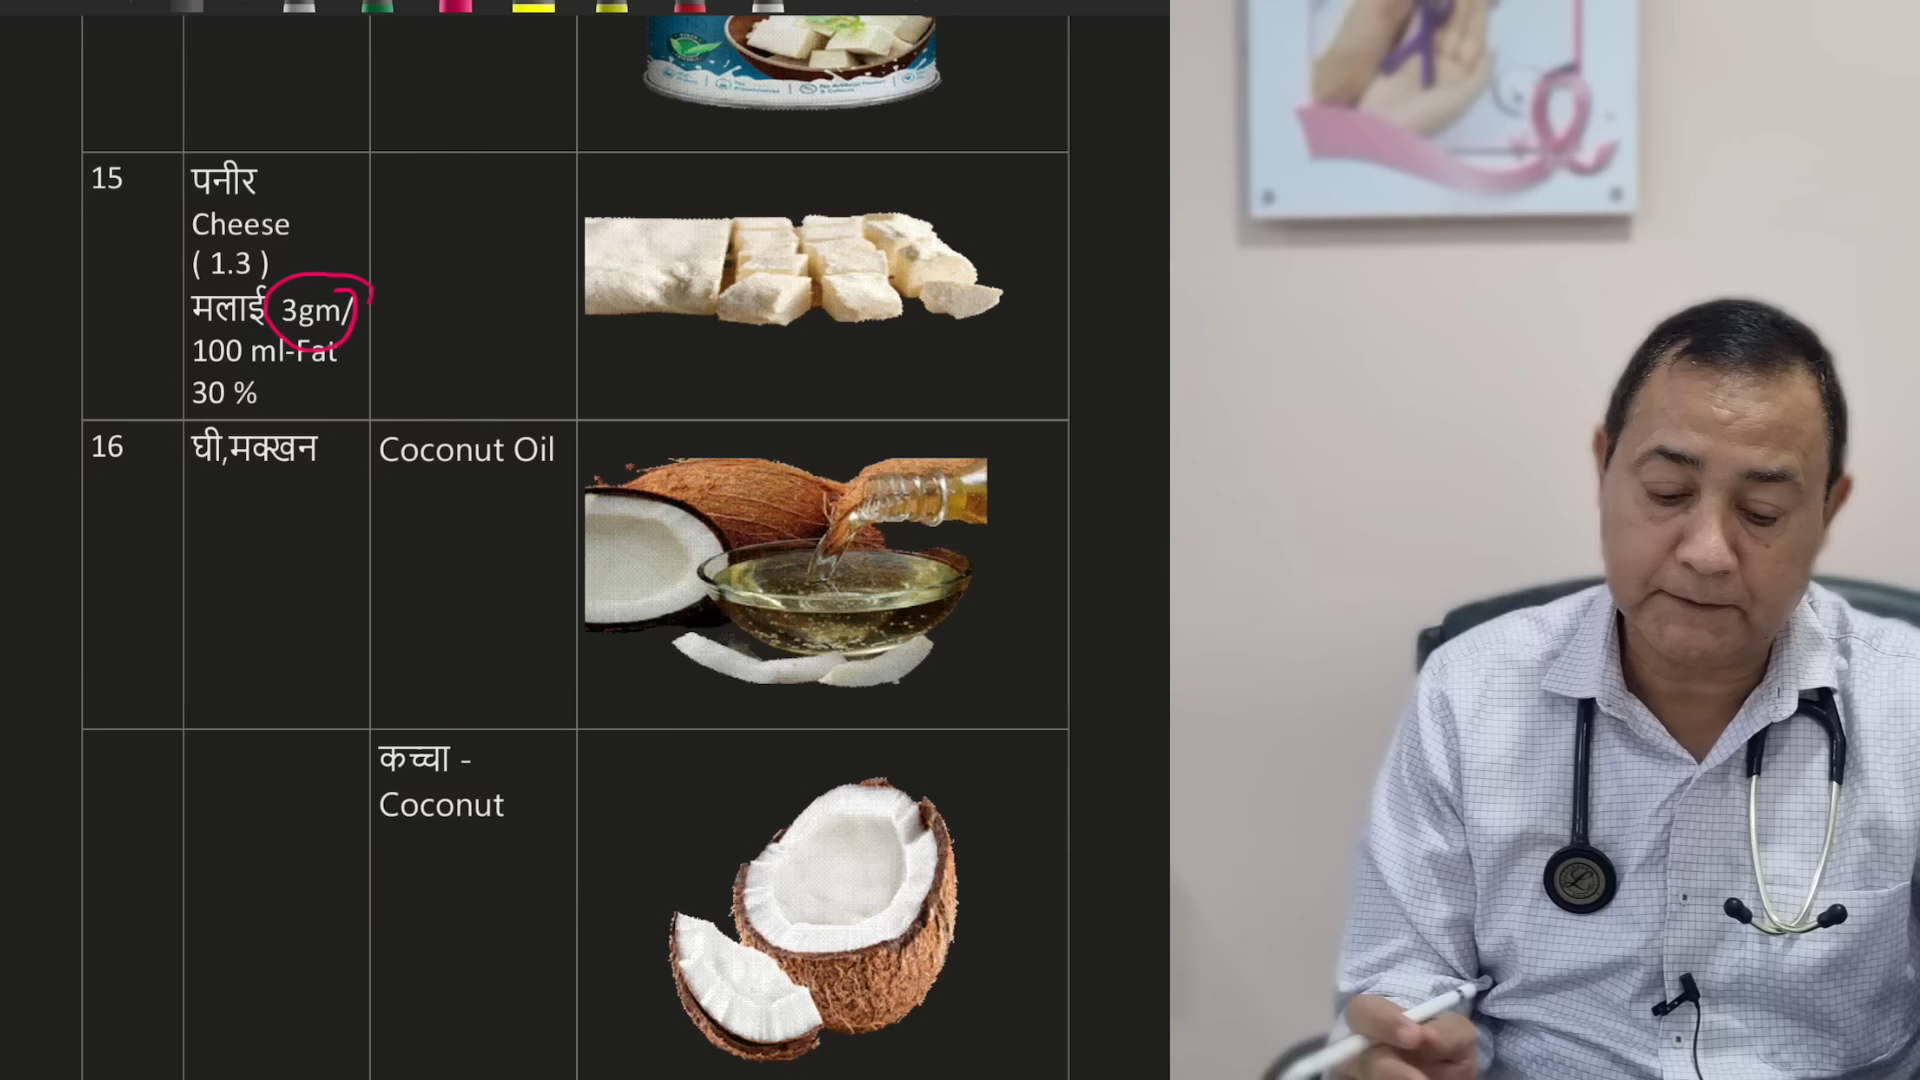 15
पनीर
Cheese
( 1.3 )
मलाई 3gm/
100 ml-Fat
30 %
16
घी,मक्खन
Coconut Oil
कच्चा -
Coconut